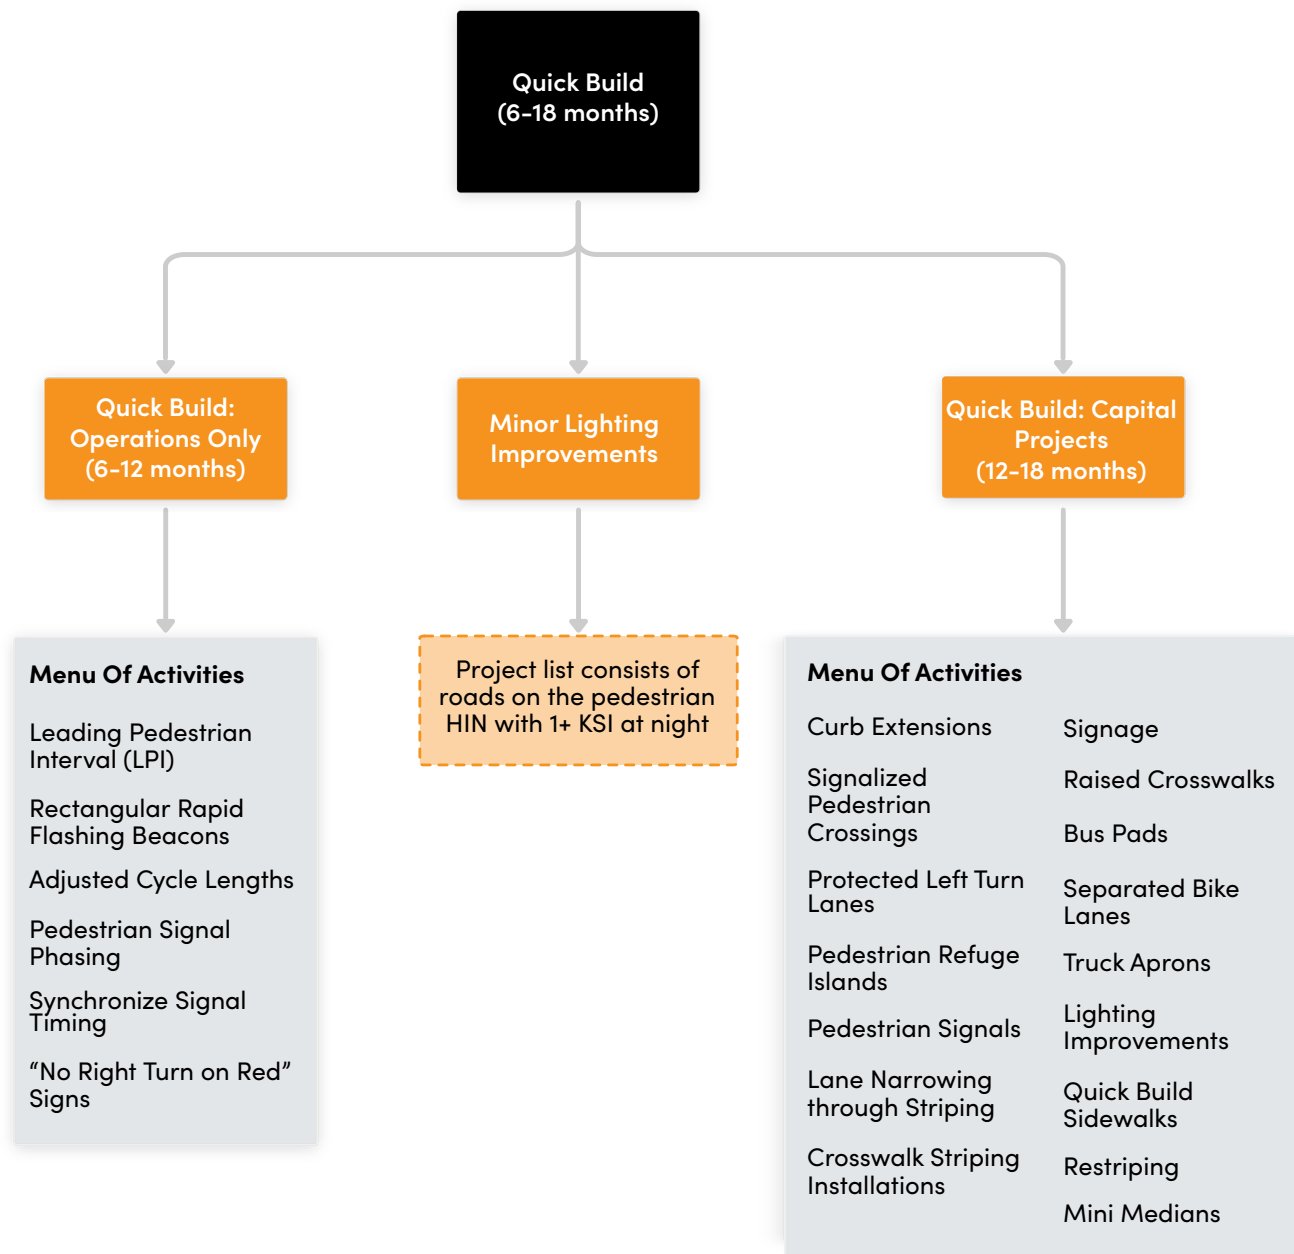 Quick Build
(6-18 months)
Quick Build:
Operations Only
(6-12 months)
Minor Lighting
Improvements
Quick Build: Capital
Projects
(12-18 months)
Menu Of Activities
Leading Pedestrian
Interval (LPI)
Rectangular Rapid
Flashing Beacons
Adjusted Cycle Lengths
Pedestrian Signal
Phasing
Synchronize Signal
Timing
“No Right Turn on Red”
Signs
Project list consists of
roads on the pedestrian
HIN with 1+ KSI at night
Menu Of Activities
Curb Extensions
Signalized
Pedestrian
Crossings
Protected Left Turn
Lanes
Pedestrian Refuge
Islands
Pedestrian Signals
Lane Narrowing
through Striping
Crosswalk Striping
Installations
Signage
Raised Crosswalks
Bus Pads
Separated Bike
Lanes
Truck Aprons
Lighting
Improvements
Quick Build
Sidewalks
Restriping
Mini Medians